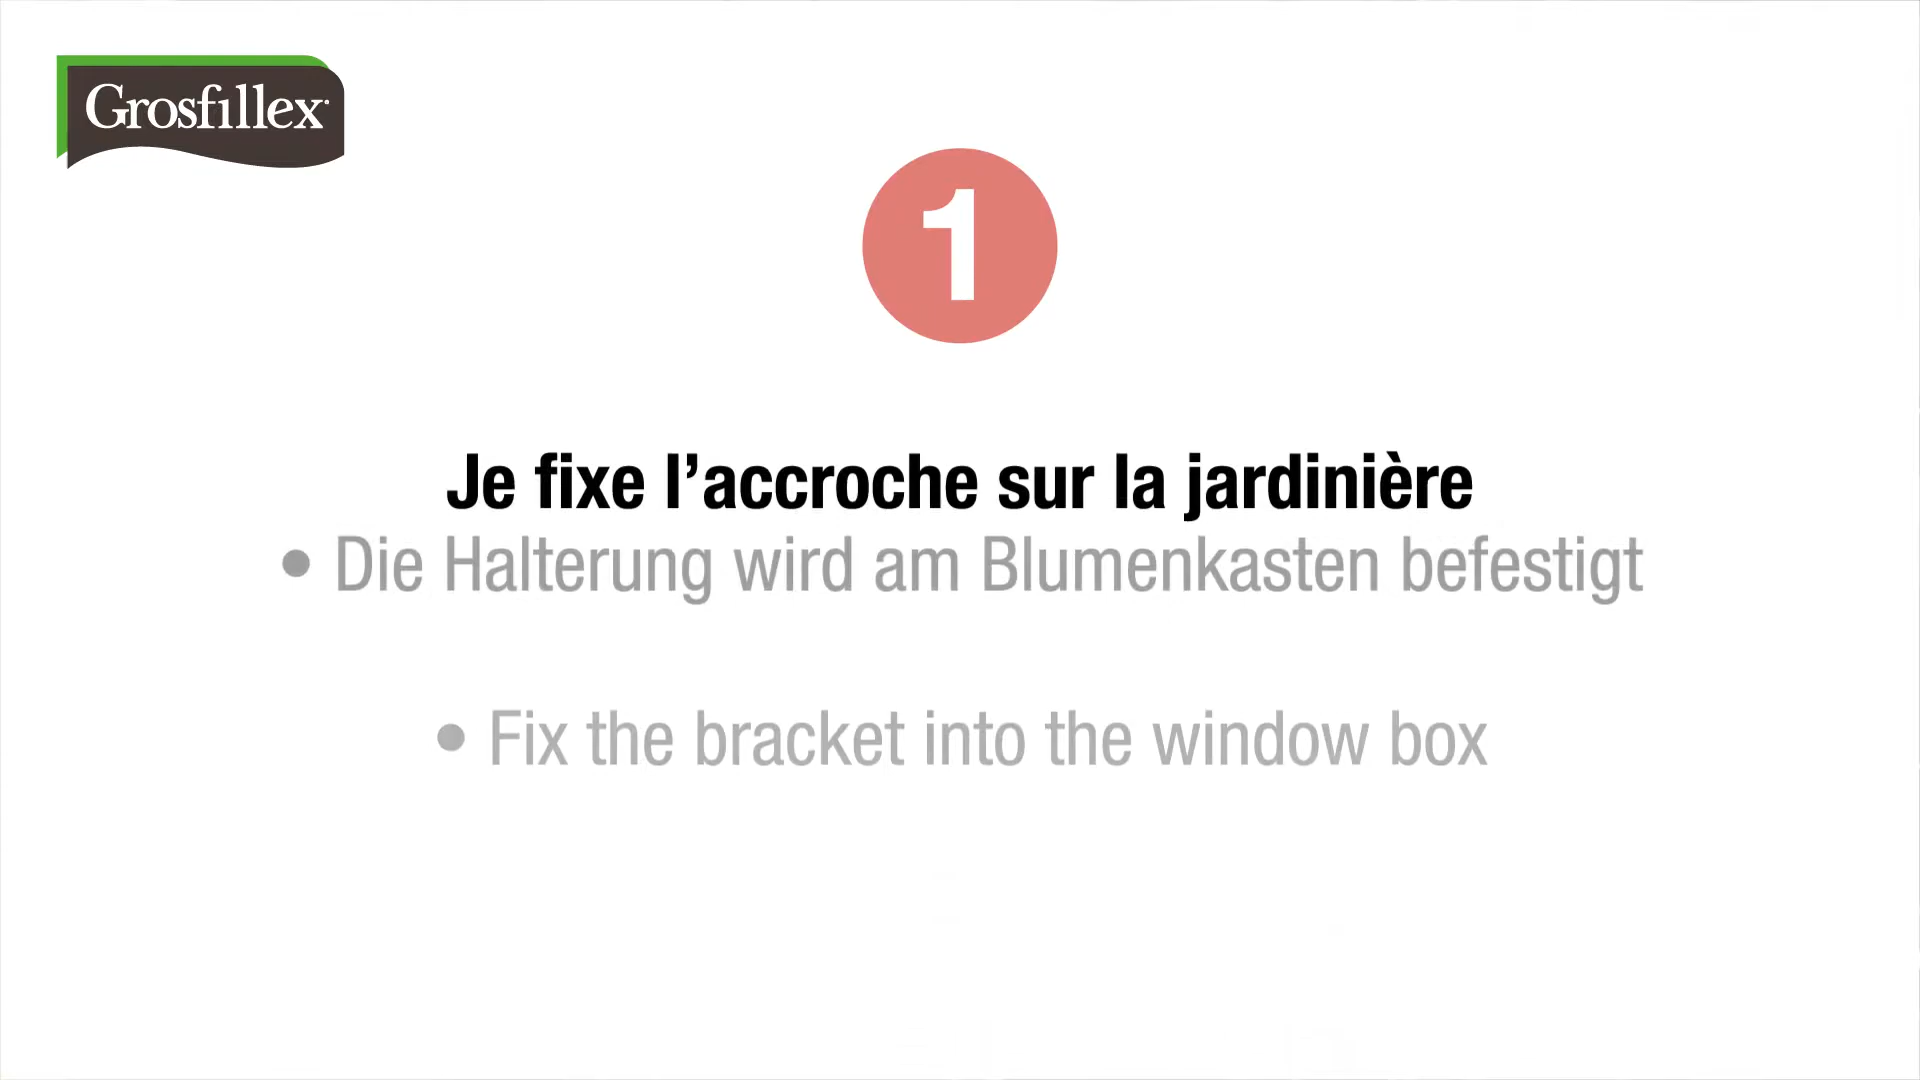 Grosfillex
1
Je fixe l’accroche sur la jardinière
• Die Halterung wird am Blumenkasten befestigt
• Fix the bracket into the window box